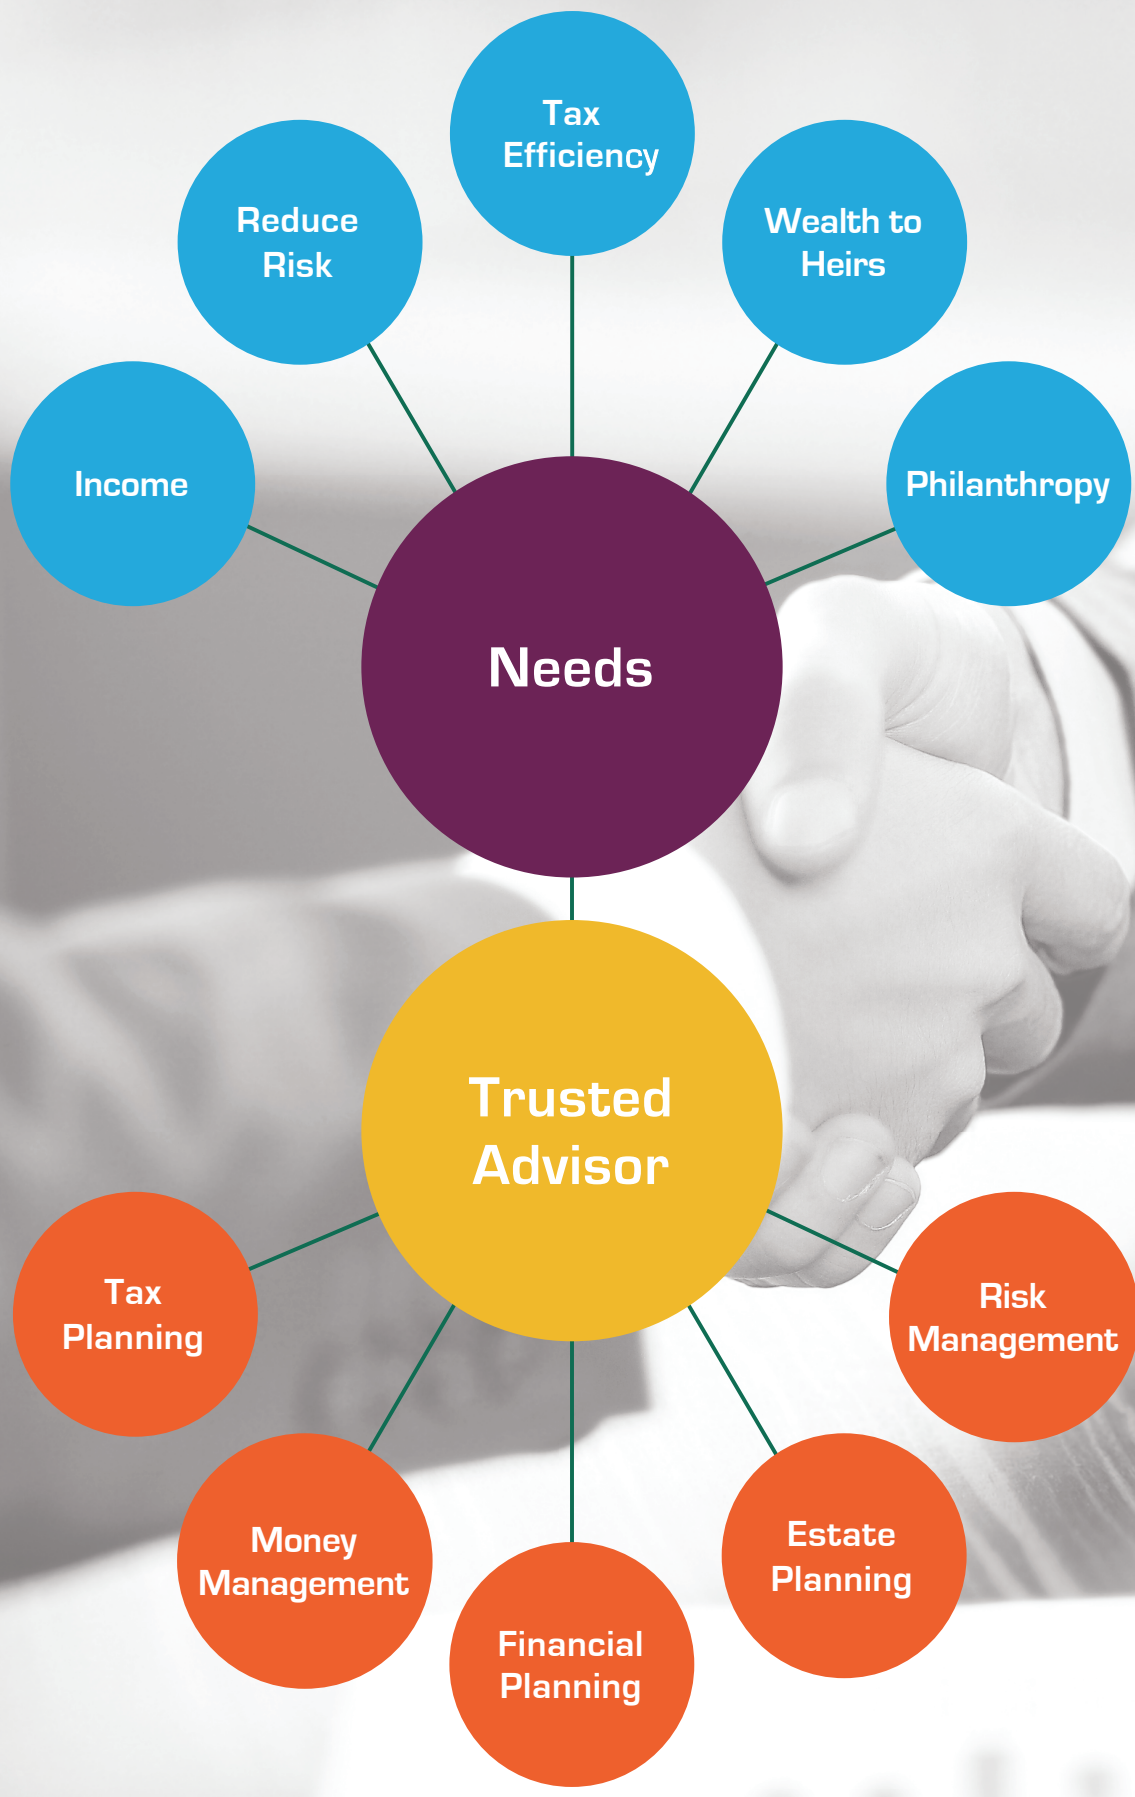 Tax
Efficiency
Reduce
Risk
Wealth to
Heirs
Income
Philanthropy
Needs
Trusted
Advisor
Tax
Planning
Risk
Management
Money
Management
Estate
Planning
Financial
Planning